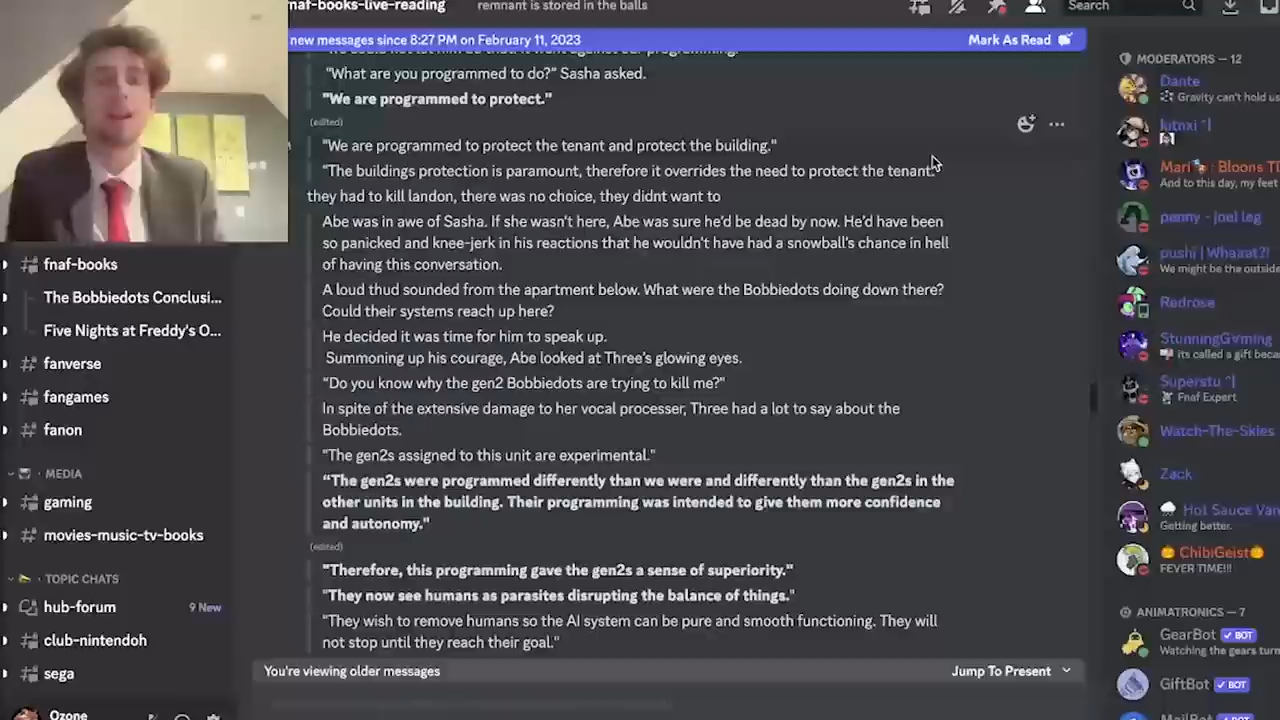 fnaf-books-live-reading
remnant is stored in the balls
Search
new messages since 8:27 PM on February 11, 2023
Mark As Read
"What are you programmed to do?" Sasha asked.
"We are programmed to protect."
(edited)
"We are programmed to protect the tenant and protect the building."
"The buildings protection is paramount, therefore it overrides the need to protect the tenant."
they had to kill landon, there was no choice, they didnt want to
Abe was in awe of Sasha. If she wasn't here, Abe was sure he'd be dead by now. He'd have been
so panicked and knee-jerk in his reactions that he wouldn't have had a snowball's chance in hell
of having this conversation.
A loud thud sounded from the apartment below. What were the Bobbiedots doing down there?
Could their systems reach up here?
He decided it was time for him to speak up.
Summoning up his courage, Abe looked at Three's glowing eyes.
"Do you know why the gen2 Bobbiedots are trying to kill me?"
In spite of the extensive damage to her vocal processer, Three had a lot to say about the
Bobbiedots.
"The gen2s assigned to this unit are experimental."
"The gen2s were programmed differently than we were and differently than the gen2s in the
other units in the building. Their programming was intended to give them more confidence
and autonomy."
(edited)
"Therefore, this programming gave the gen2s a sense of superiority."
"They now see humans as parasites disrupting the balance of things."
"They wish to remove humans so the AI system can be pure and smooth functioning. They will
not stop until they reach their goal."
You're viewing older messages
Jump To Present
fnaf-books
The Bobbiedots Conclusi...
Five Nights at Freddy's O...
fanverse
fangames
fanon
MEDIA
gaming
movies-music-tv-books
TOPIC CHATS
hub-forum
9 New
club-nintendoh
sega
Ozone
MODERATORS — 12
Dante
Gravity can't hold us
lutnxi ^|
Mari
Bloons TD
And to this day, my feet
penny - joel leg
pushi | Whaaat?!
We might be the outside
Redrose
StunningGVming
its called a gift beca
Superstu ^|
Fnaf Expert
Watch-The-Skies
Zack
Hot Sauce Van
Getting better.
ChibiGeist
FEVER TIME!!!
ANIMATRONICS — 7
GearBot
BOT
Watching the gears turn
GiftBot
BOT
MailBot